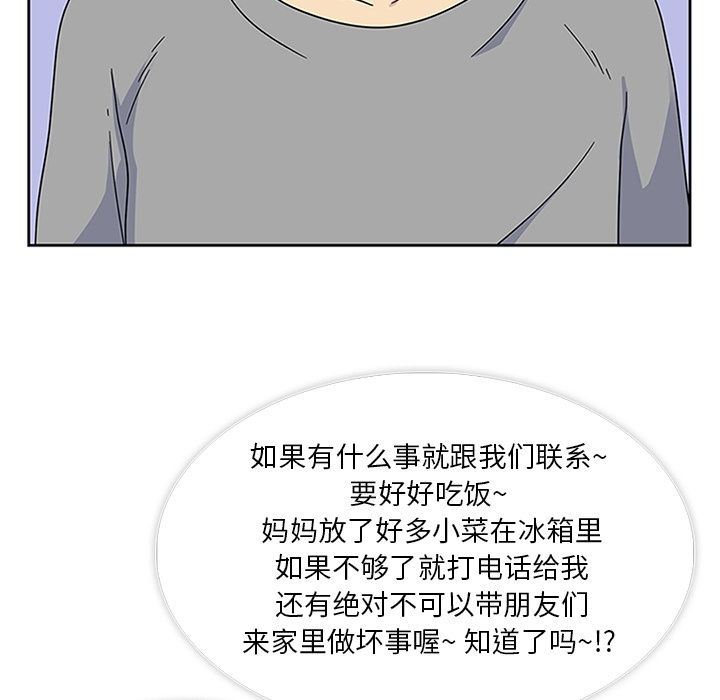 如果有什么事就跟我们联系~
要好好吃饭~
妈妈放了好多小菜在冰箱里
如果不够了就打电话给我
还有绝对不可以带朋友们
来家里做坏事喔~ 知道了吗~!?